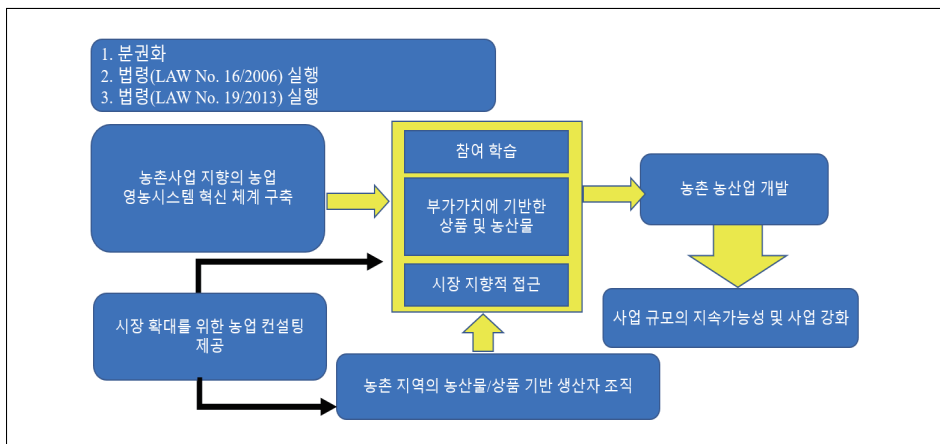 1. 분권화
2. 법령(LAW No. 16/2006) 실행
3. 법령(LAW No. 19/2013) 실행
농촌사업 지향의 농업
영농시스템 혁신 체계 구축
시장 확대를 위한 농업 컨설팅
제공
참여 학습
부가가치에 기반한
상품 및 농산물
시장 지향적 접근
농촌 지역의 농산물/상품 기반 생산자 조직
농촌 농산업 개발
사업 규모의 지속가능성 및 사업 강화